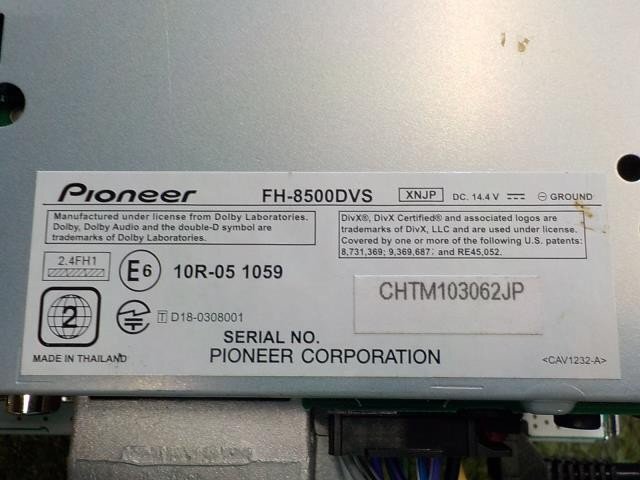 Pioneer FH-8500DVS XNJP DC. 14.4 V ⊖ GROUND
Manufactured under license from Dolby Laboratories.
Dolby, Dolby Audio and the double-D symbol are
trademarks of Dolby Laboratories.
DivX®, DivX Certified® and associated logos are
trademarks of DivX, LLC and are used under license.
Covered by one or more of the following U.S. patents:
8,731,369; 9,369,687; and RE45,052.
2.4FH1
E6 10R-05 1059
CHTM103062JP
2
T D18-0308001
SERIAL NO.
MADE IN THAILAND
PIONEER CORPORATION
<CAV1232-A>